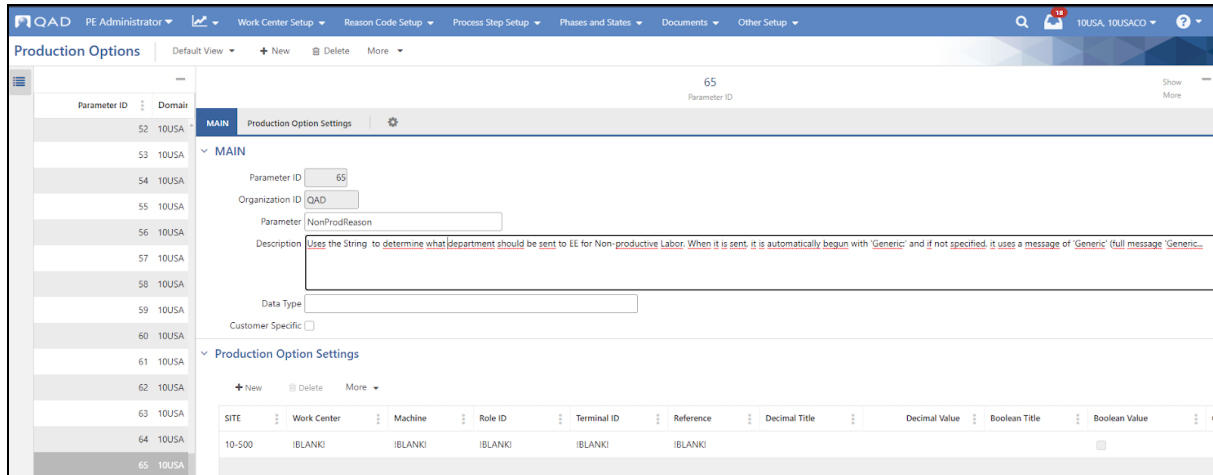 QAD PE Administrator Work Center Setup Reason Code Setup Process Step Setup Phases and States Documents Other Setup 18 10USA, 10USACO ?
Production Options Default View + New Delete More
65
Parameter ID
Show More
Parameter ID Domain
52 10USA
53 10USA
54 10USA
55 10USA
56 10USA
57 10USA
58 10USA
59 10USA
60 10USA
61 10USA
62 10USA
63 10USA
64 10USA
65 10USA
MAIN Production Option Settings
MAIN
Parameter ID 65
Organization ID QAD
Parameter NonProdReason
Description Uses the String to determine what department should be sent to EE for Non-productive Labor. When it is sent, it is automatically begun with 'Generic:' and if not specified, it uses a message of 'Generic' (full message 'Generic...
Data Type
Customer Specific
Production Option Settings
+ New Delete More
SITE Work Center Machine Role ID Terminal ID Reference Decimal Title Decimal Value Boolean Title Boolean Value
10-500 !BLANK! !BLANK! !BLANK! !BLANK! !BLANK!